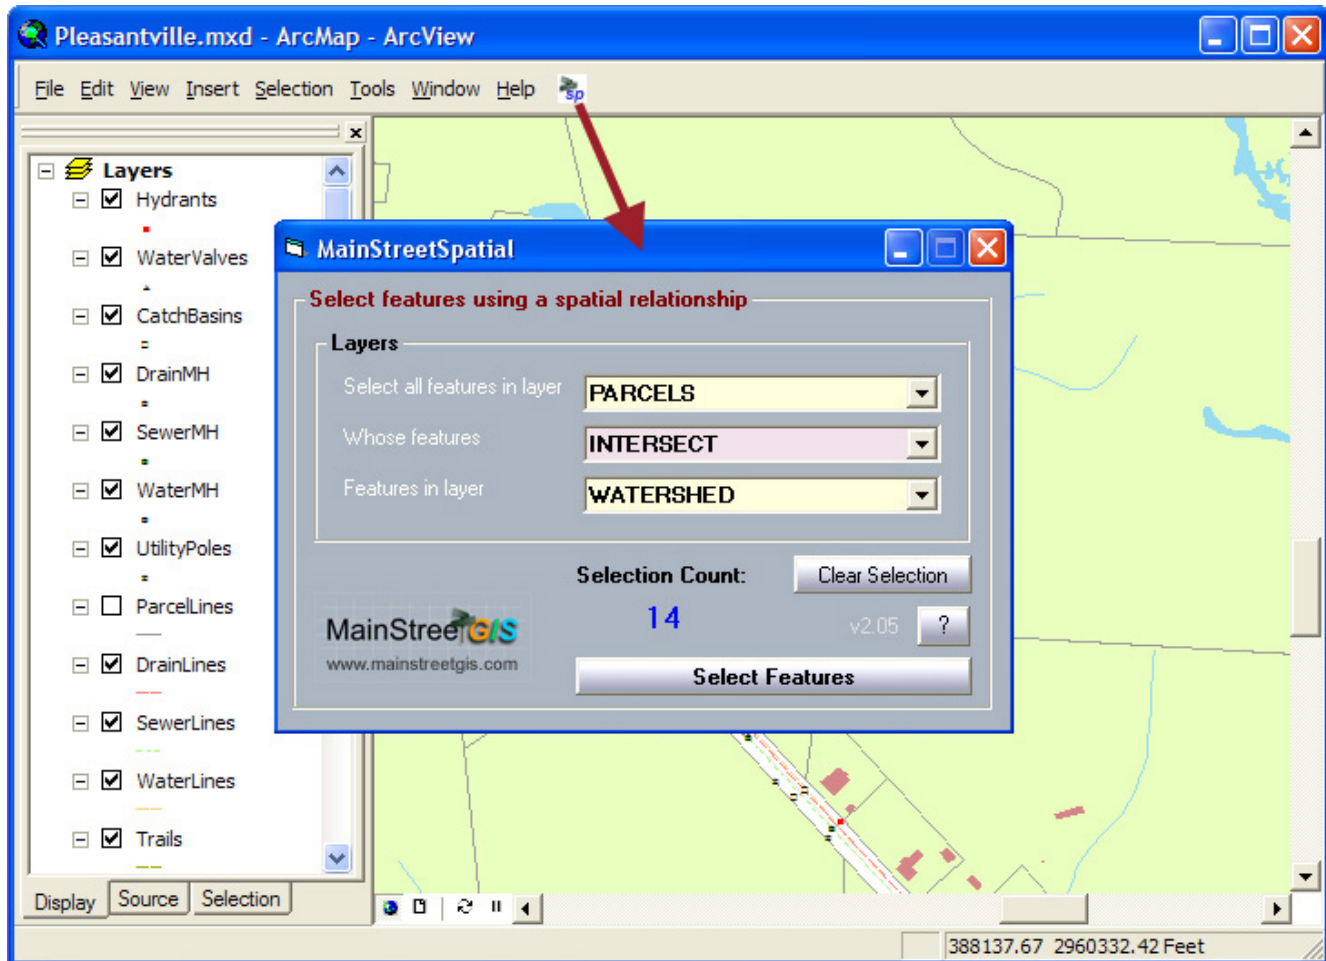 Pleasantville.mxd - ArcMap - ArcView
File Edit View Insert Selection Tools Window Help sp
Layers
Hydrants
WaterValves
CatchBasins
DrainMH
SewerMH
WaterMH
UtilityPoles
ParcelLines
DrainLines
SewerLines
WaterLines
Trails
Display Source Selection
MainStreetSpatial
Select features using a spatial relationship
Layers
Select all features in layer PARCELS
Whose features INTERSECT
Features in layer WATERSHED
Selection Count: Clear Selection
14 v2.05 ?
MainStreetGIS
www.mainstreetgis.com
Select Features
388137.67 2960332.42 Feet